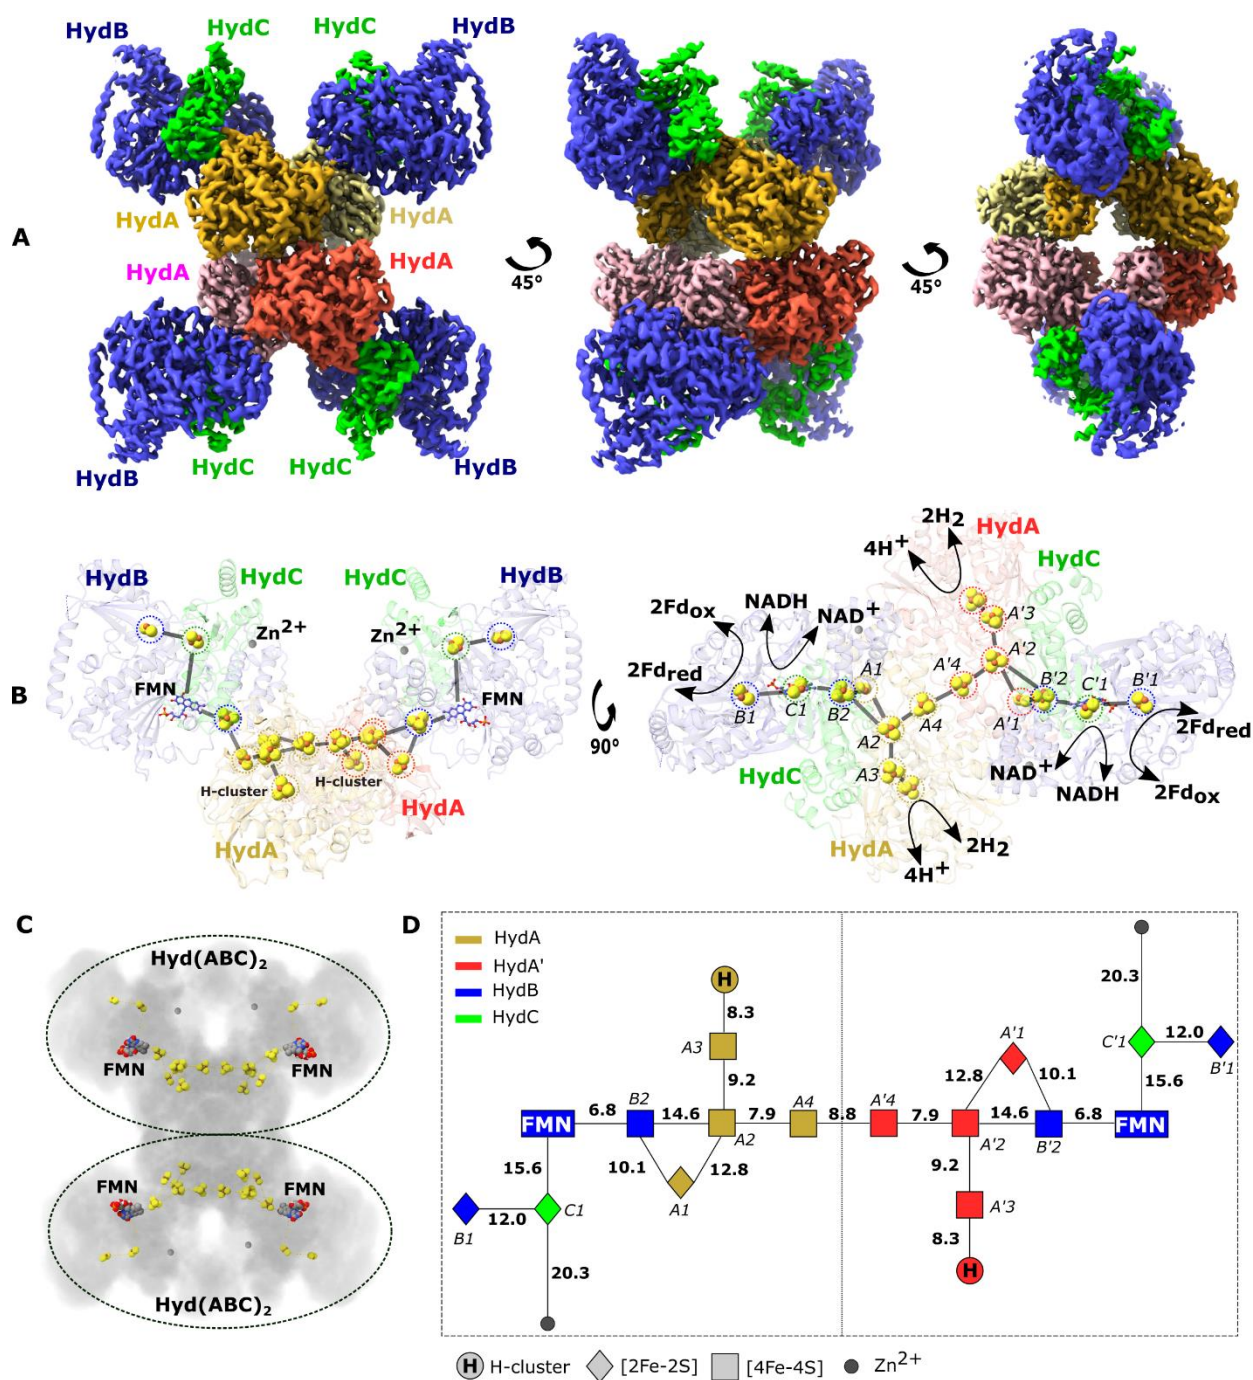 HydB HydC HydC HydB
HydA HydA
A
HydA HydA
45° 45°
HydB HydC HydC HydB
2H2
HydA
4H+
HydC
HydB HydC HydC HydB
2Fdox NADH NAD+
A'3
Zn2+ Zn2+
A'2
2Fdred A1 A'4 B'2 C'1 B'1
B FMN FMN
B1 C1 B2 A4 A'1
2Fdred
90° A2
H-cluster H-cluster
HydC A3 NAD+
NADH 2Fdox
HydA
HydA HydA
2H2
4H+
C D
Hyd(ABC)2
FMN FMN
FMN FMN
Hyd(ABC)2
HydA
HydA'
HydB
HydC
H
8.3
A3
9.2
B2
FMN 6.8 14.6 7.9 A4 8.8 A'4 7.9 14.6 6.8 FMN
A2
10.1 12.8
A1
15.6
B1 12.0 C1
20.3
20.3
C'1 12.0
B'1
A'1
12.8 10.1
15.6
A'2 B'2
9.2
A'3
8.3
H
H H-cluster [2Fe-2S] [4Fe-4S] Zn2+